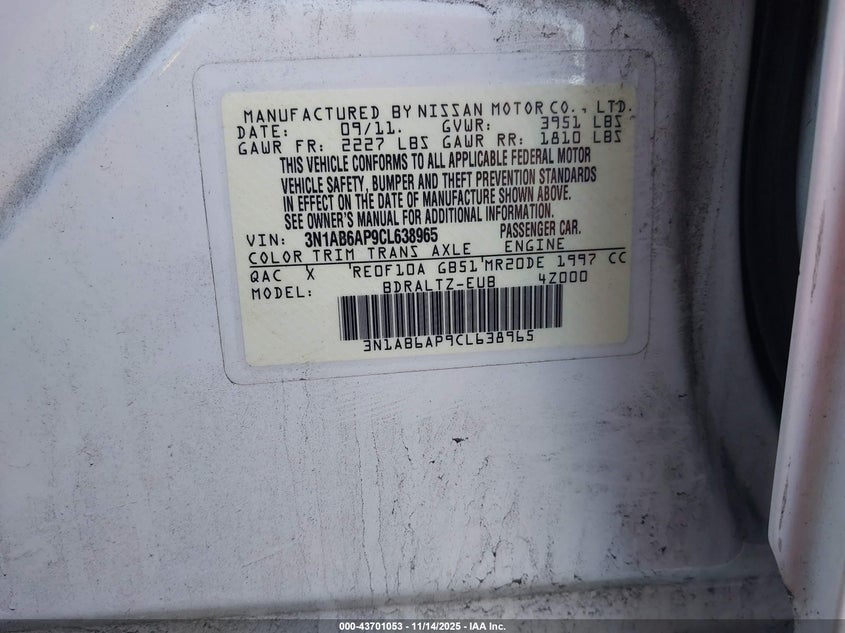 MANUFACTURED BY NISSAN MOTOR CO., LTD.
DATE: 09/11. GVWR: 3951 LBS
GAWR FR: 2227 LBS GAWR RR: 1810 LBS
THIS VEHICLE CONFORMS TO ALL APPLICABLE FEDERAL MOTOR
VEHICLE SAFETY, BUMPER AND THEFT PREVENTION STANDARDS
IN EFFECT ON THE DATE OF MANUFACTURE SHOWN ABOVE.
SEE OWNER'S MANUAL FOR ADDITIONAL INFORMATION.
VIN: 3N1AB6AP9CL638965 PASSENGER CAR.
COLOR TRIM TRANS AXLE ENGINE
QAC X 'RE0F10A GB51'MR20DE 1997 CC
MODEL: BDRALTZ-EUB 4Z000
3N1AB6AP9CL638965
000-43701053 - 11/14/2025 - IAA Inc.